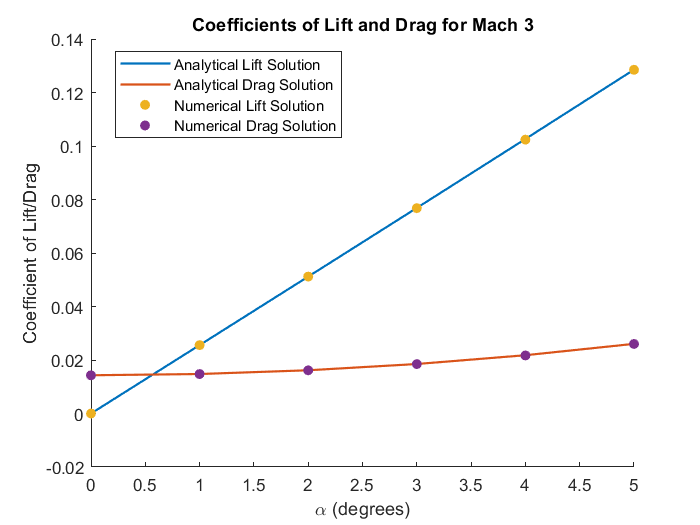 Coefficients of Lift and Drag for Mach 3
0.14
0.12
0.1
0.08
0.06
0.04
0.02
0
-0.02
Coefficient of Lift/Drag
Analytical Lift Solution
Analytical Drag Solution
Numerical Lift Solution
Numerical Drag Solution
0 0.5 1 1.5 2 2.5 3 3.5 4 4.5 5
α (degrees)